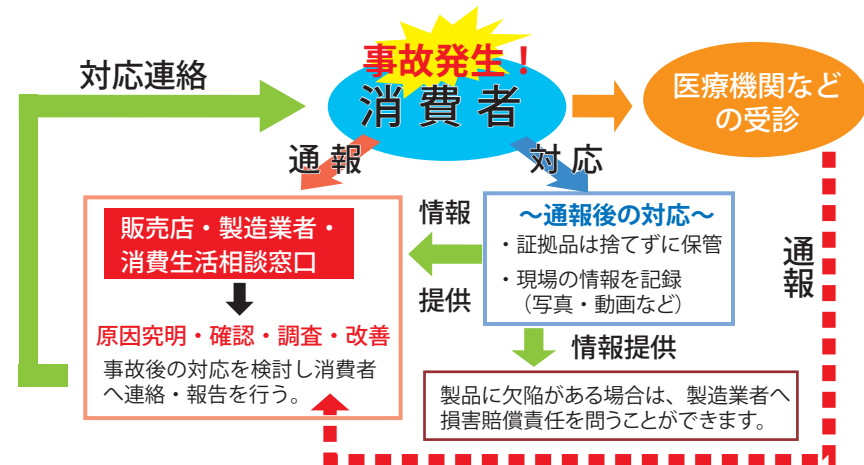 事故発生！
消費者
対応連絡
医療機関など
の受診
通報
対応
販売店・製造業者・
消費生活相談窓口
原因究明・確認・調査・改善
事故後の対応を検討し消費者
へ連絡・報告を行う。
情報
提供
～通報後の対応～
・証拠品は捨てずに保管
・現場の情報を記録
（写真・動画など）
通報
情報提供
製品に欠陥がある場合は、製造業者へ
損害賠償責任を問うことができます。